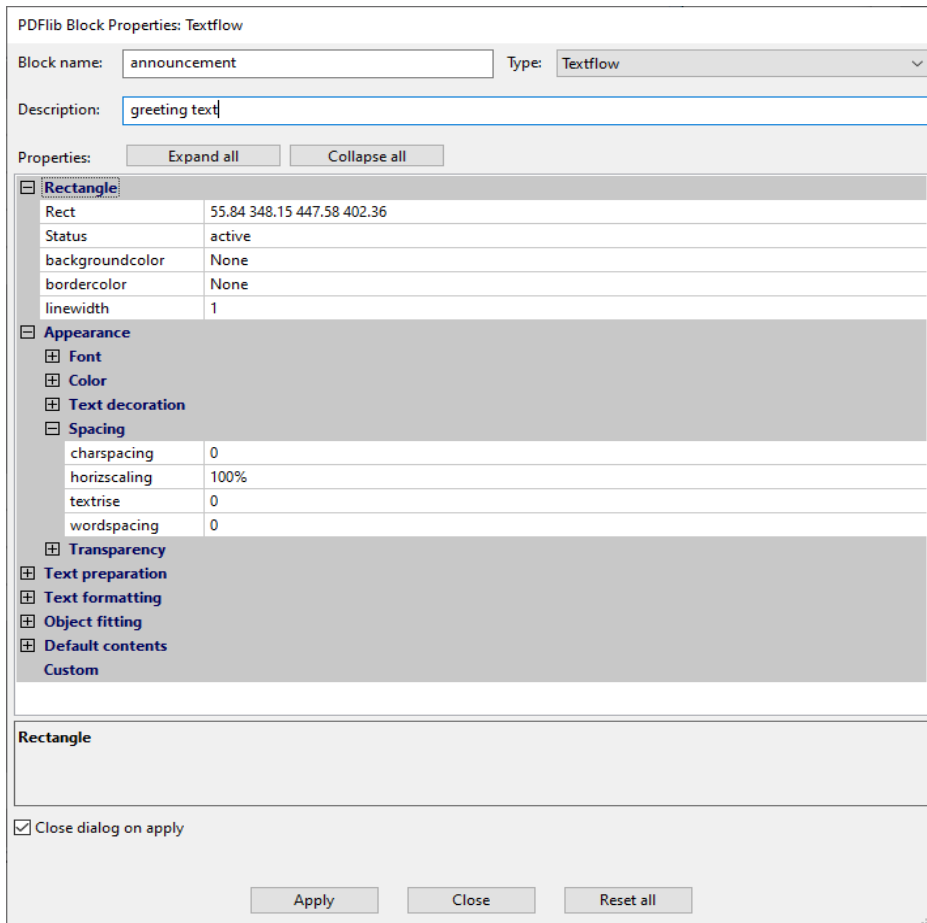 PDFlib Block Properties: Textflow
Block name: announcement Type: Textflow
Description: greeting text
Properties: Expand all Collapse all
Rectangle
Rect 55.84 348.15 447.58 402.36
Status active
backgroundcolor None
bordercolor None
linewidth 1
Appearance
Font
Color
Text decoration
Spacing
charspacing 0
horizscaling 100%
textrise 0
wordspacing 0
Transparency
Text preparation
Text formatting
Object fitting
Default contents
Custom
Rectangle
Close dialog on apply
Apply Close Reset all